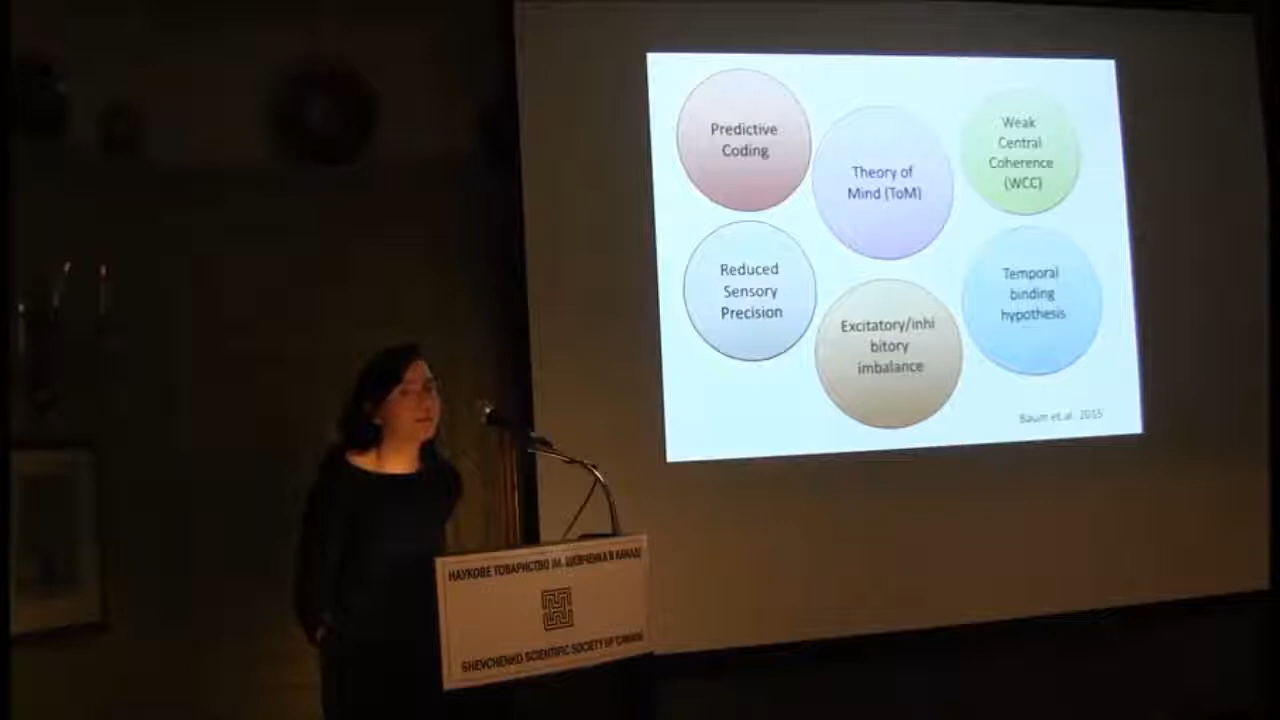 Predictive
Coding
Theory of
Mind (ToM)
Weak
Central
Coherence
(WCC)
Reduced
Sensory
Precision
Excitatory/inhi
bitory
imbalance
Temporal
binding
hypothesis
Baum et.al. 2015
НАУКОВЕ ТОВАРИСТВО ІМ. ШЕВЧЕНКА В КАНАДІ
SHEVCHENKO SCIENTIFIC SOCIETY OF CANADA